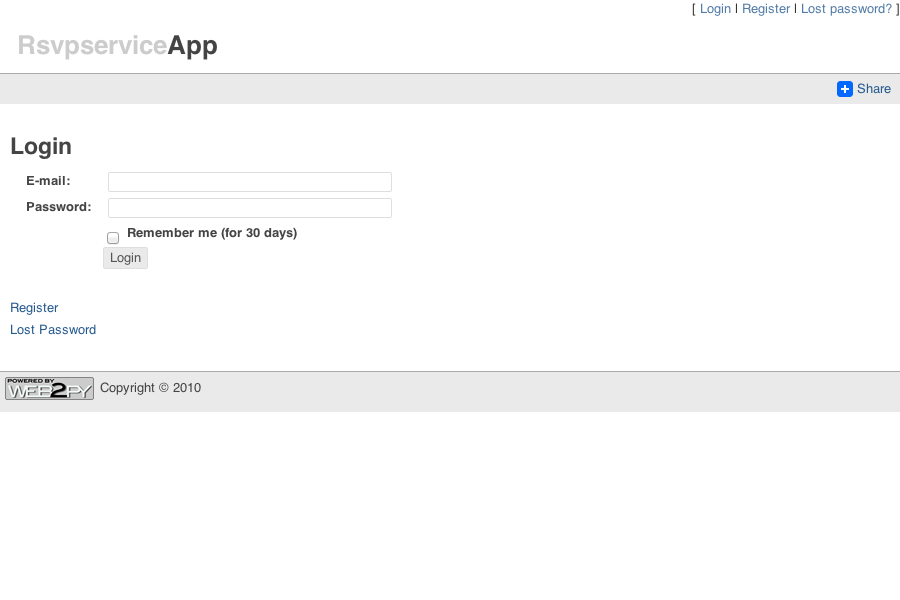 [ Login | Register | Lost password? ]
RsvpserviceApp
Share
Login
E-mail:
Password:
Remember me (for 30 days)
Login
Register
Lost Password
POWERED BY
WEB2PY
Copyright © 2010